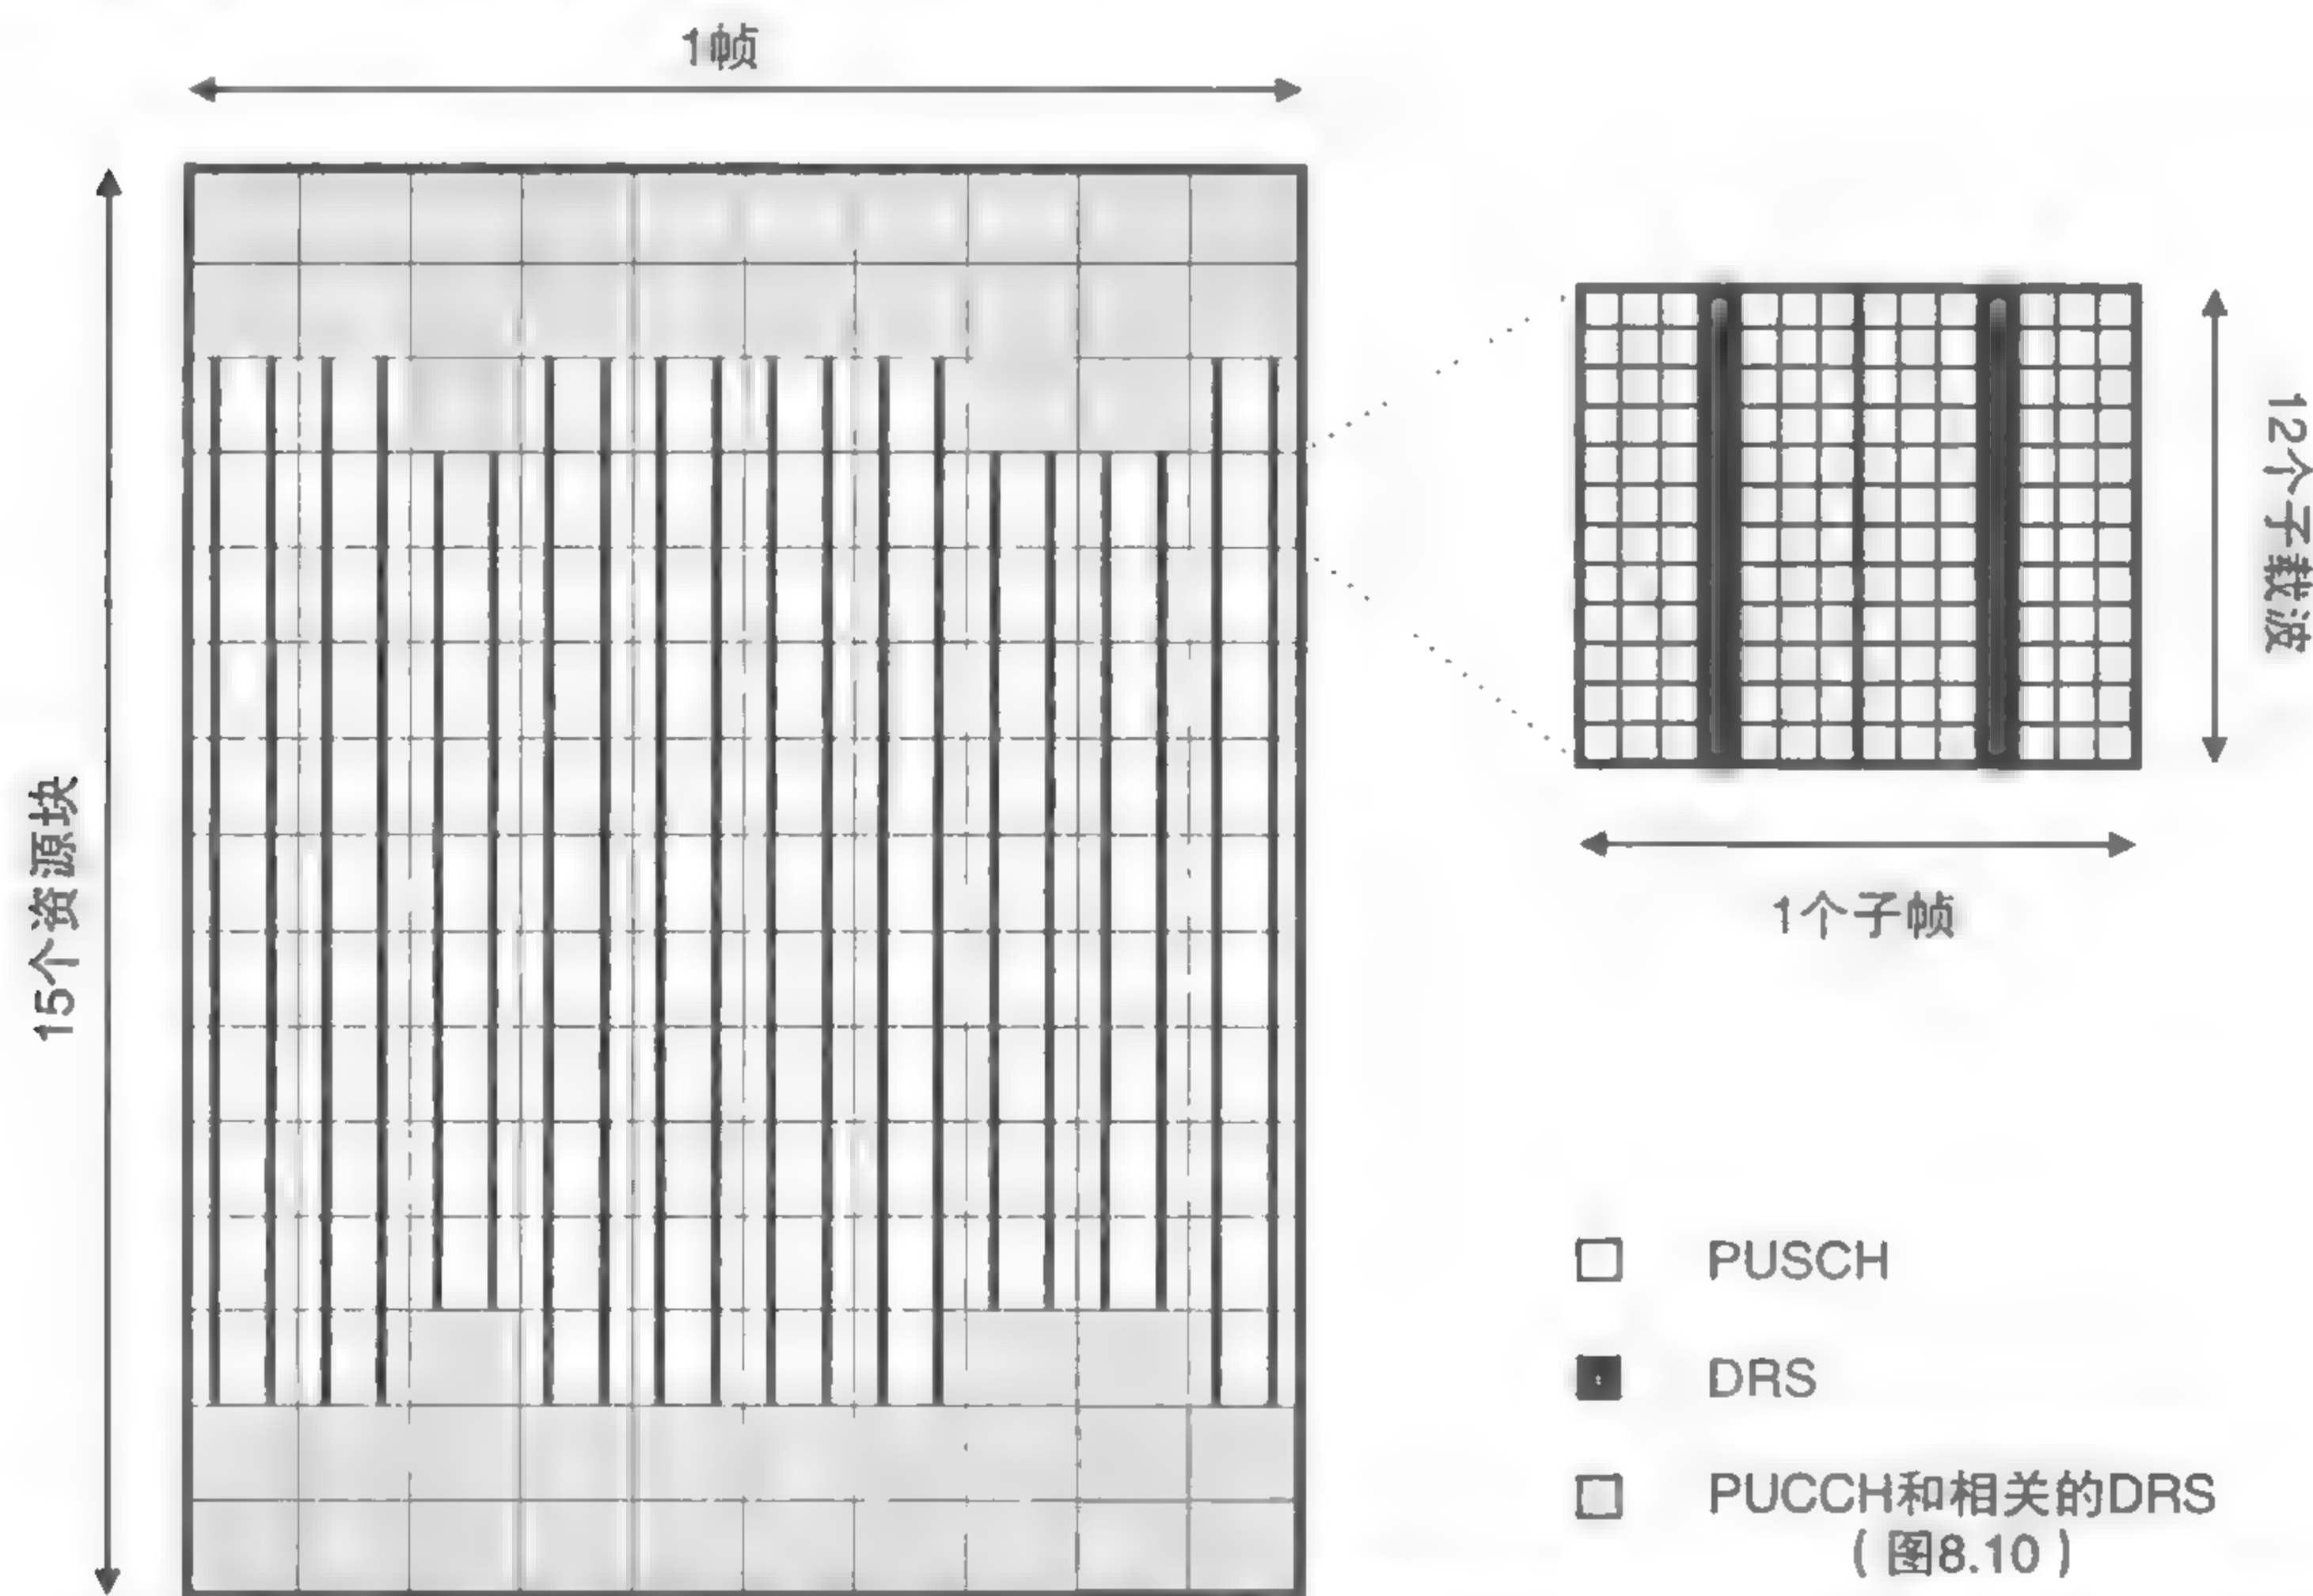 1帧
15个资源块
12个子载波
1个子帧
PUSCH
DRS
PUCCH和相关的DRS
(图8.10)